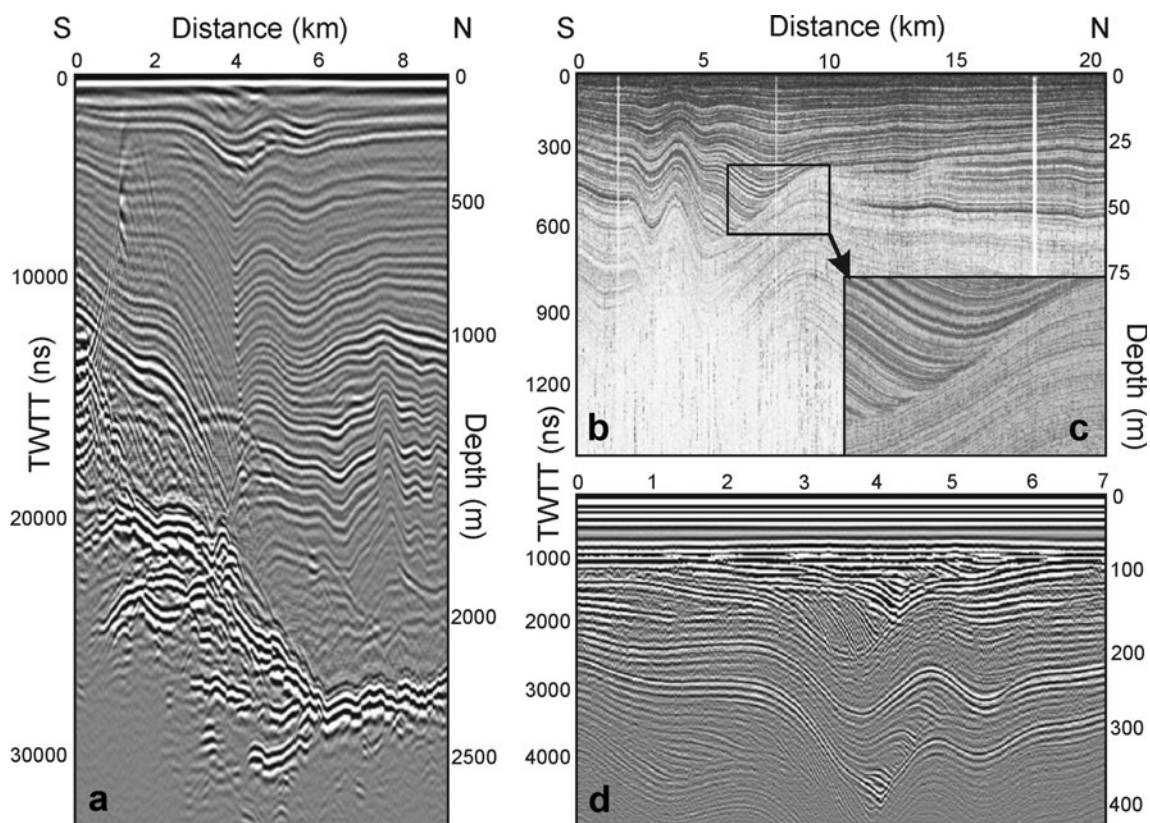 S Distance (km) N
0 2 4 6 8
0 0
500
10000
1000
TWTT (ns)
Depth (m)
20000
2000
30000
2500
a
S Distance (km) N
0 5 10 15 20
0 0
300 25
600 50
900 75
1200
TWTT (ns)
Depth (m)
b c
0 1 2 3 4 5 6 7
0
1000 100
2000 200
3000 300
4000 400
d